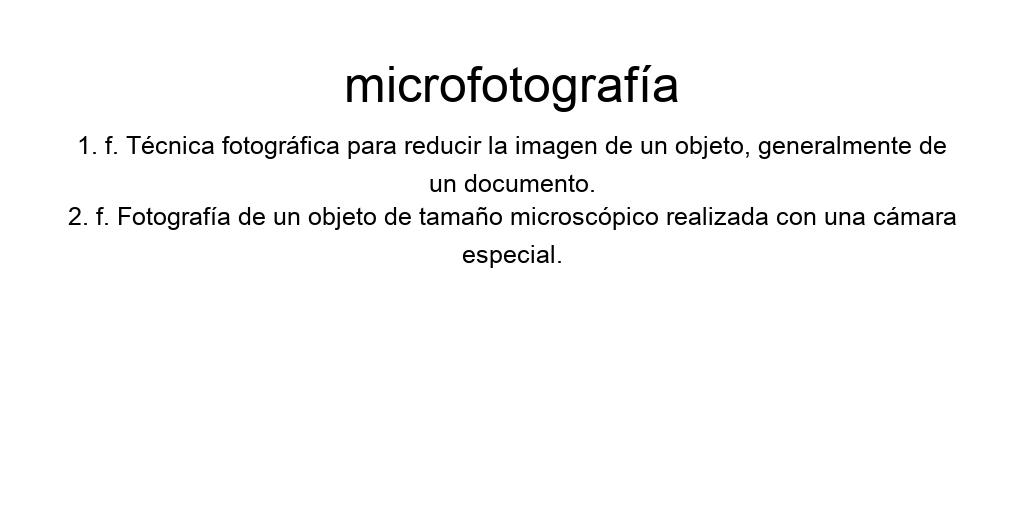 microfotografía
1. f. Técnica fotográfica para reducir la imagen de un objeto, generalmente de
un documento.
2. f. Fotografía de un objeto de tamaño microscópico realizada con una cámara
especial.